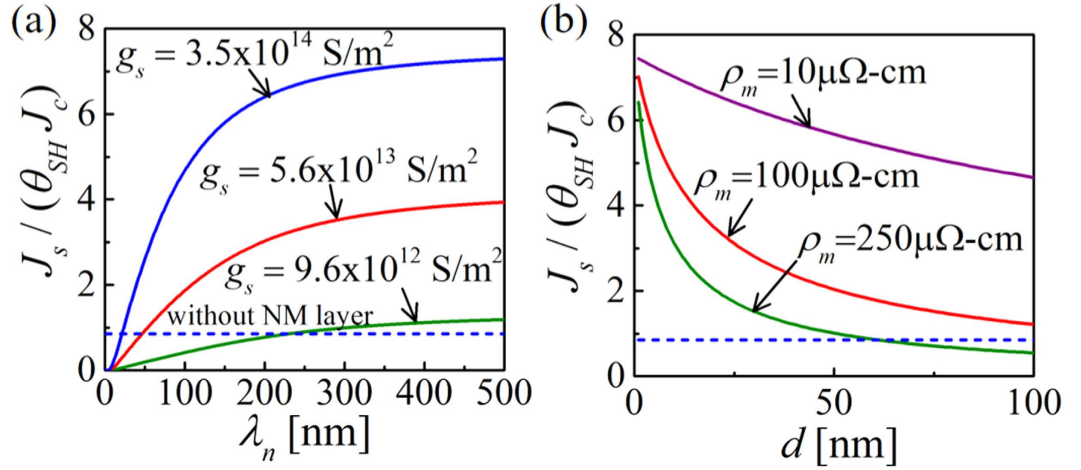 (a)
8
6
4
2
0
J_s / (θ_SH J_c)
g_s = 3.5x10^14 S/m^2
g_s = 5.6x10^13 S/m^2
g_s = 9.6x10^12 S/m^2
without NM layer
0 100 200 300 400 500
λ_n [nm]
(b)
8
6
4
2
0
J_s / (θ_SH J_c)
ρ_m=10μΩ-cm
ρ_m=100μΩ-cm
ρ_m=250μΩ-cm
0 50 100
d [nm]